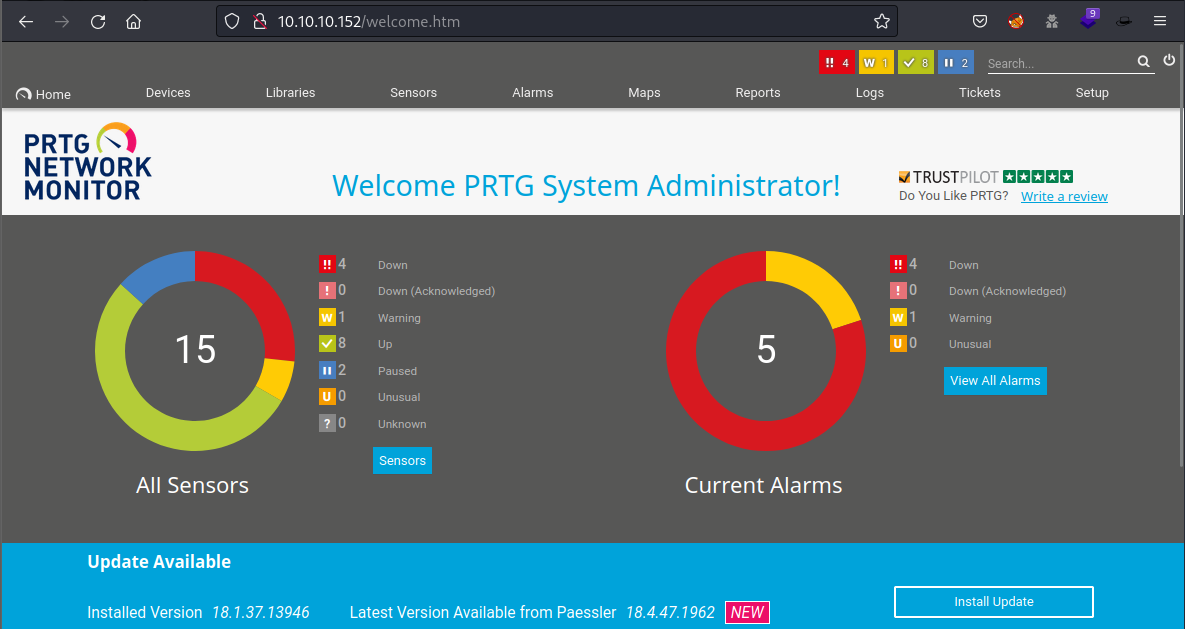 10.10.10.152/welcome.htm
9
!! 4 W 1 8 2 Search...
Home Devices Libraries Sensors Alarms Maps Reports Logs Tickets Setup
PRTG
NETWORK
MONITOR
Welcome PRTG System Administrator!
TRUSTPILOT
Do You Like PRTG? Write a review
15
!! 4 Down
! 0 Down (Acknowledged)
W 1 Warning
8 Up
2 Paused
U 0 Unusual
? 0 Unknown
Sensors
All Sensors
5
!! 4 Down
! 0 Down (Acknowledged)
W 1 Warning
U 0 Unusual
View All Alarms
Current Alarms
Update Available
Installed Version 18.1.37.13946 Latest Version Available from Paessler 18.4.47.1962 NEW
Install Update